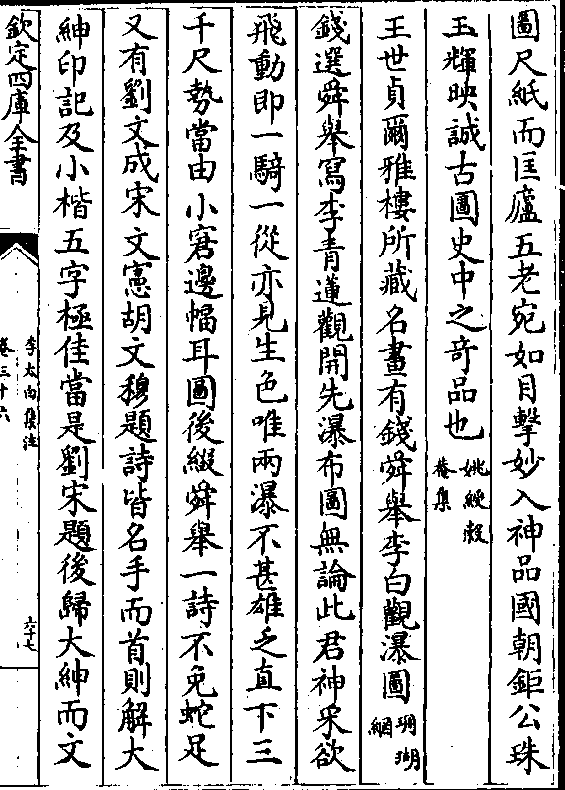 圖尺紙而匡廬五老宛如目擊妙入神品國朝鉅公珠
玉輝映誠古圖史中之奇品也姚綬穀菴集
王世貞爾雅樓所藏名畫有錢舜舉李白觀瀑圖珊瑚網
錢選舜舉寫李青蓮觀開先瀑布圖無論此君神采欲
飛動即一騎一從亦見生色唯兩瀑不甚雄乏直下三
千尺勢當由小窘邊幅耳圖後綴舜舉一詩不免蛇足
又有劉文成宋文憲胡文穆題詩皆名手而首則解大
紳印記及小楷五字極佳當是劉宋題後歸大紳而文
欽定四庫全書
李太白集注
卷三十六
六十七